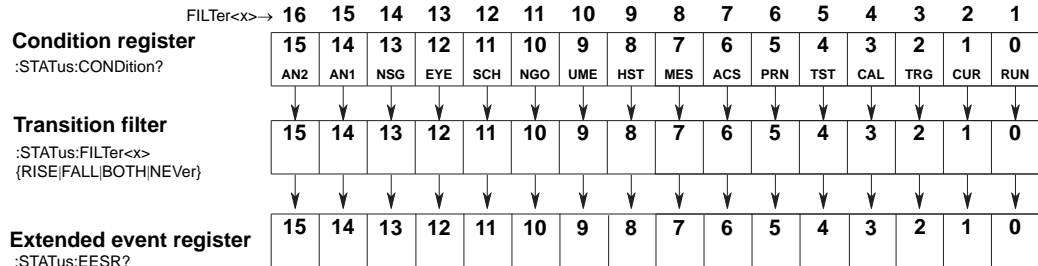 FILTer<x>→ 16 15 14 13 12 11 10 9 8 7 6 5 4 3 2 1
Condition register
:STATus:CONDition?
15 14 13 12 11 10 9 8 7 6 5 4 3 2 1 0
AN2 AN1 NSG EYE SCH NGO UME HST MES ACS PRN TST CAL TRG CUR RUN
Transition filter
:STATus:FILTer<x>
{RISE|FALL|BOTH|NEVer}
15 14 13 12 11 10 9 8 7 6 5 4 3 2 1 0
Extended event register
:STATus:EESR?
15 14 13 12 11 10 9 8 7 6 5 4 3 2 1 0